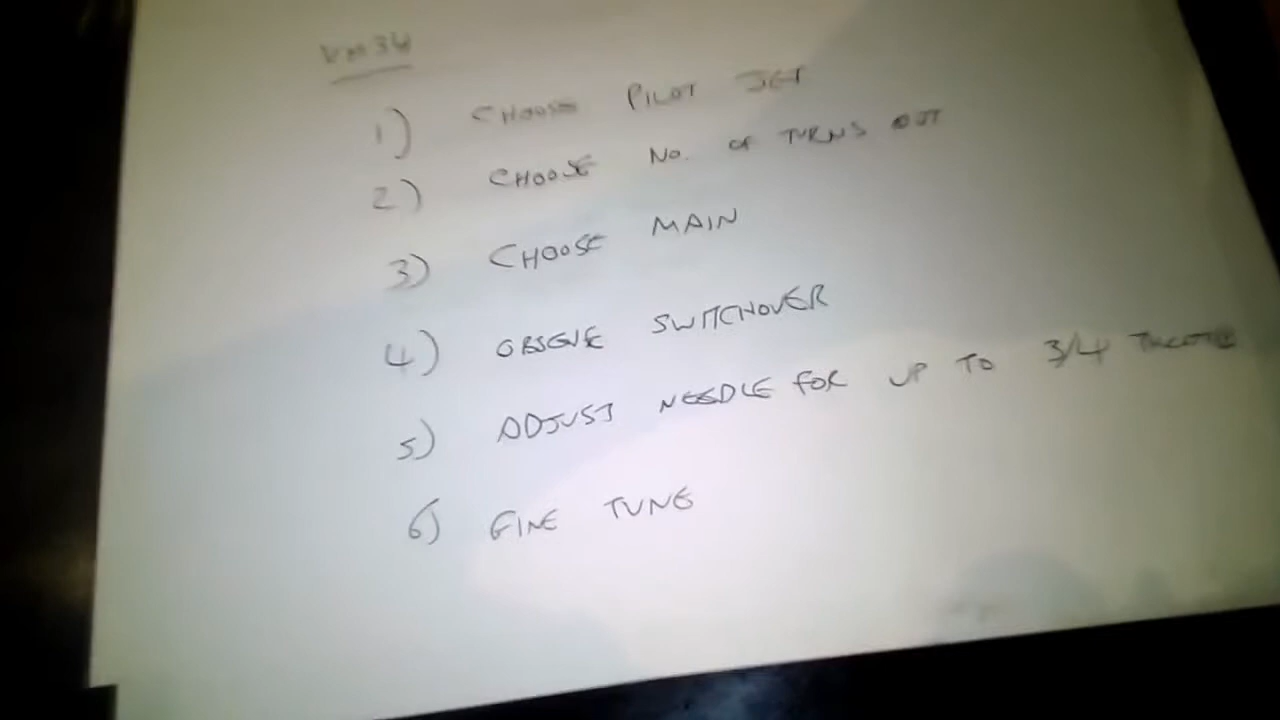 VM34
1) CHOOSE PILOT JET
2) CHOOSE No. OF TURNS OUT
3) CHOOSE MAIN
4) OBSERVE SWITCHOVER
5) ADJUST NEEDLE FOR UP TO 3/4
6) FINE TUNE